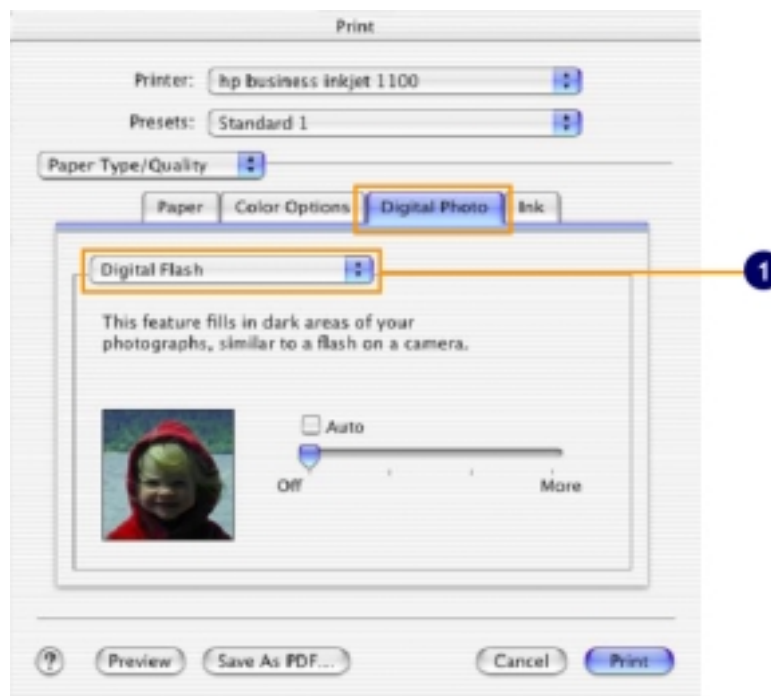 Print
Printer: hp business inkjet 1100
Presets: Standard 1
Paper Type/Quality
Paper Color Options Digital Photo Ink
Digital Flash
1
This feature fills in dark areas of your
photographs, similar to a flash on a camera.
Auto
Off More
? Preview Save As PDF... Cancel Print